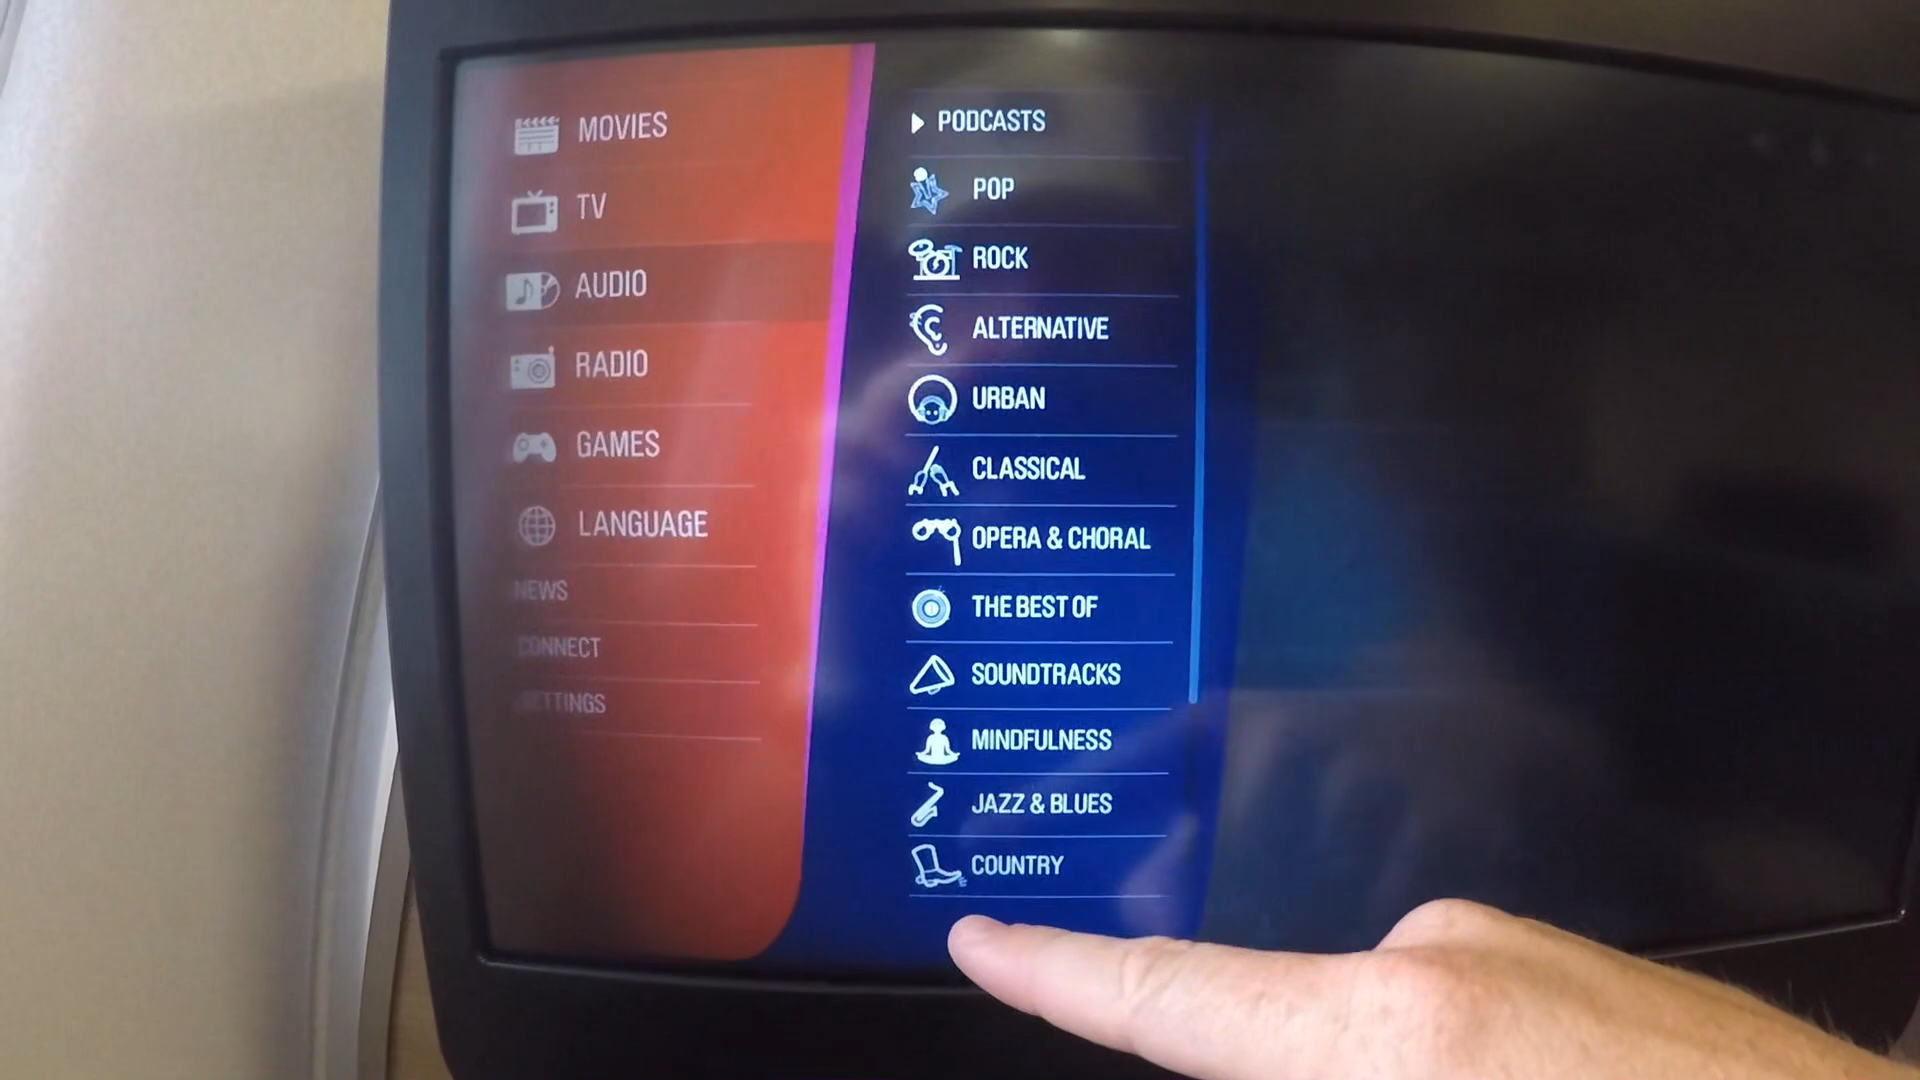 MOVIES
TV
AUDIO
RADIO
GAMES
LANGUAGE
NEWS
CONNECT
SETTINGS
PODCASTS
POP
ROCK
ALTERNATIVE
URBAN
CLASSICAL
OPERA & CHORAL
THE BEST OF
SOUNDTRACKS
MINDFULNESS
JAZZ & BLUES
COUNTRY